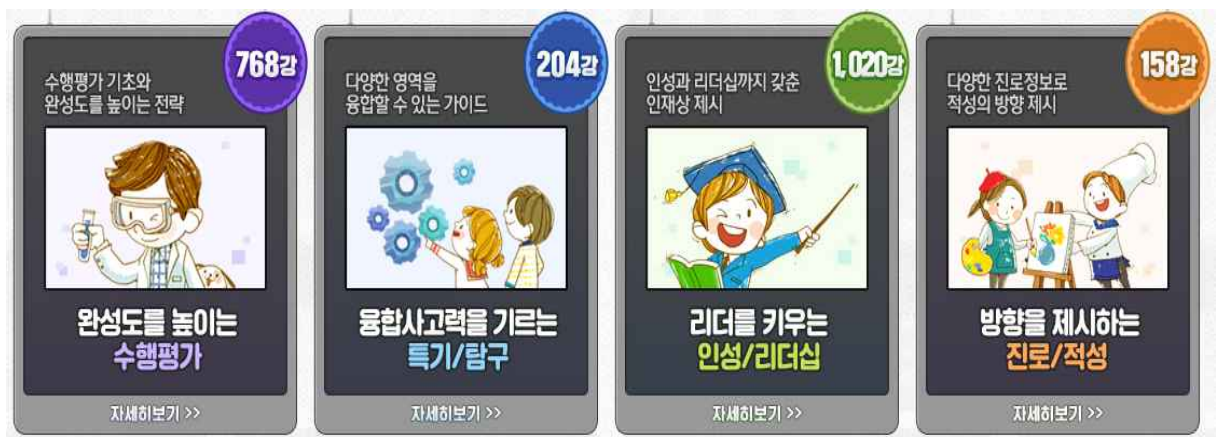 768강
수행평가 기초와
완성도를 높이는 전략
완성도를 높이는
수행평가
자세히보기 >>
204강
다양한 영역을
융합할 수 있는 가이드
융합사고력을 기르는
특기/탐구
자세히보기 >>
1,020강
인성과 리더십까지 갖춘
인재상 제시
리더를 키우는
인성/리더십
자세히보기 >>
158강
다양한 진로정보로
적성의 방향 제시
방향을 제시하는
진로/적성
자세히보기 >>